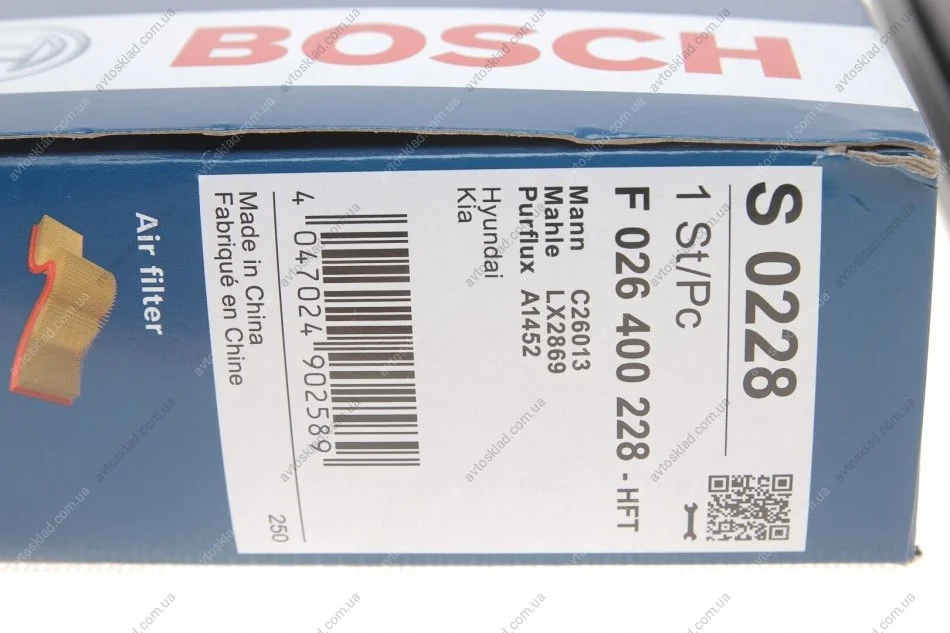 BOSCH
Air filter
S 0228
1 St/Pc
F 026 400 228 - HFT
Mann C26013
Mahle LX2869
Purflux A1452
Hyundai
Kia
4 047024 902589
Made in China
Fabriqué en Chine
250
avtosklad.com.ua